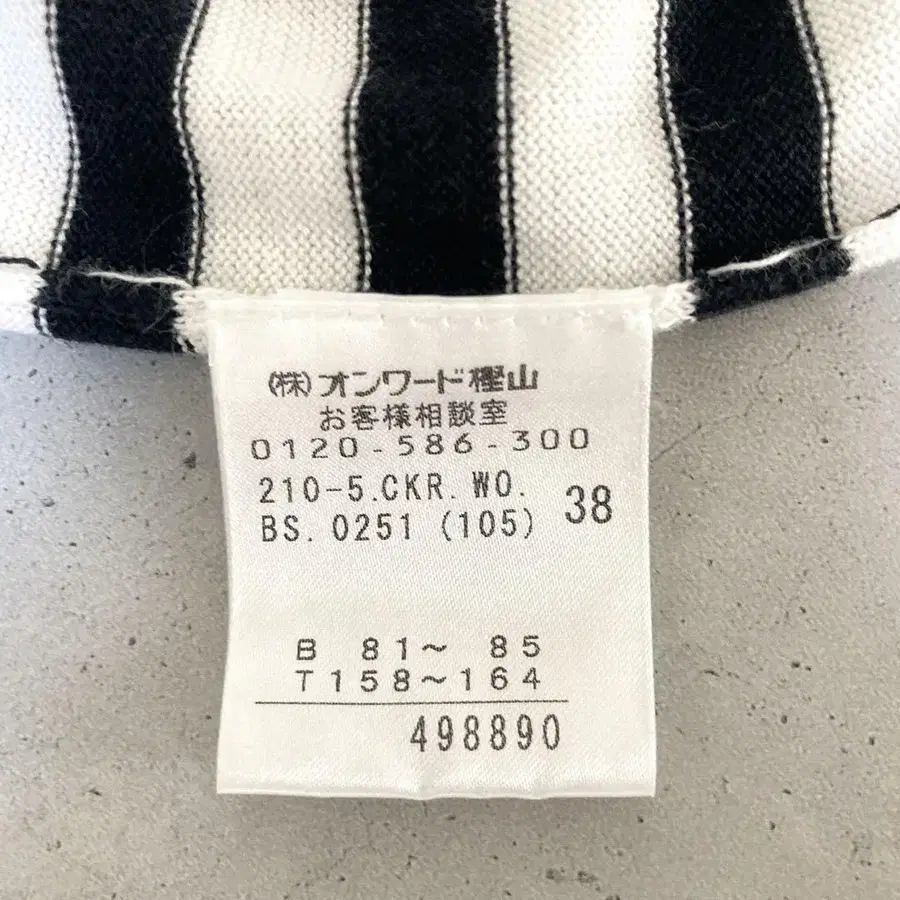 (株)オンワード樫山
お客様相談室
0120-586-300
210-5.CKR.WO.
BS.0251 (105) 38
B 81～ 85
T158～164
498890